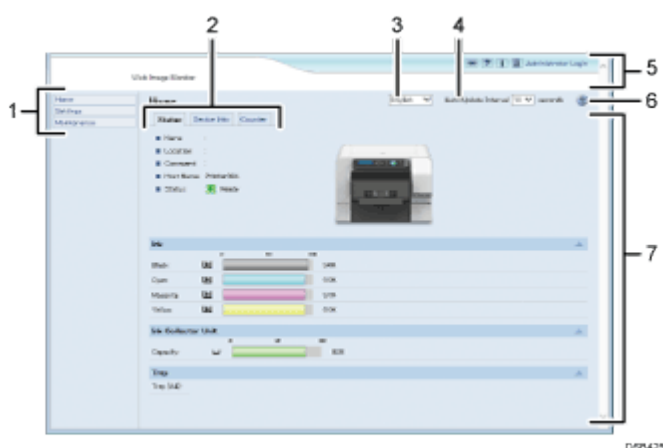 2
3
4
5
Administrator Login
Web Image Monitor
1
Home
Settings
Maintenance
Home
English
Auto-Update Interval
seconds
6
Status
Device Info
Counter
7
Name
Location
Comment
Host Name
Status
Ready
Ink
Black
Cyan
Magenta
Yellow
Ink Collector Unit
Capacity
Tray